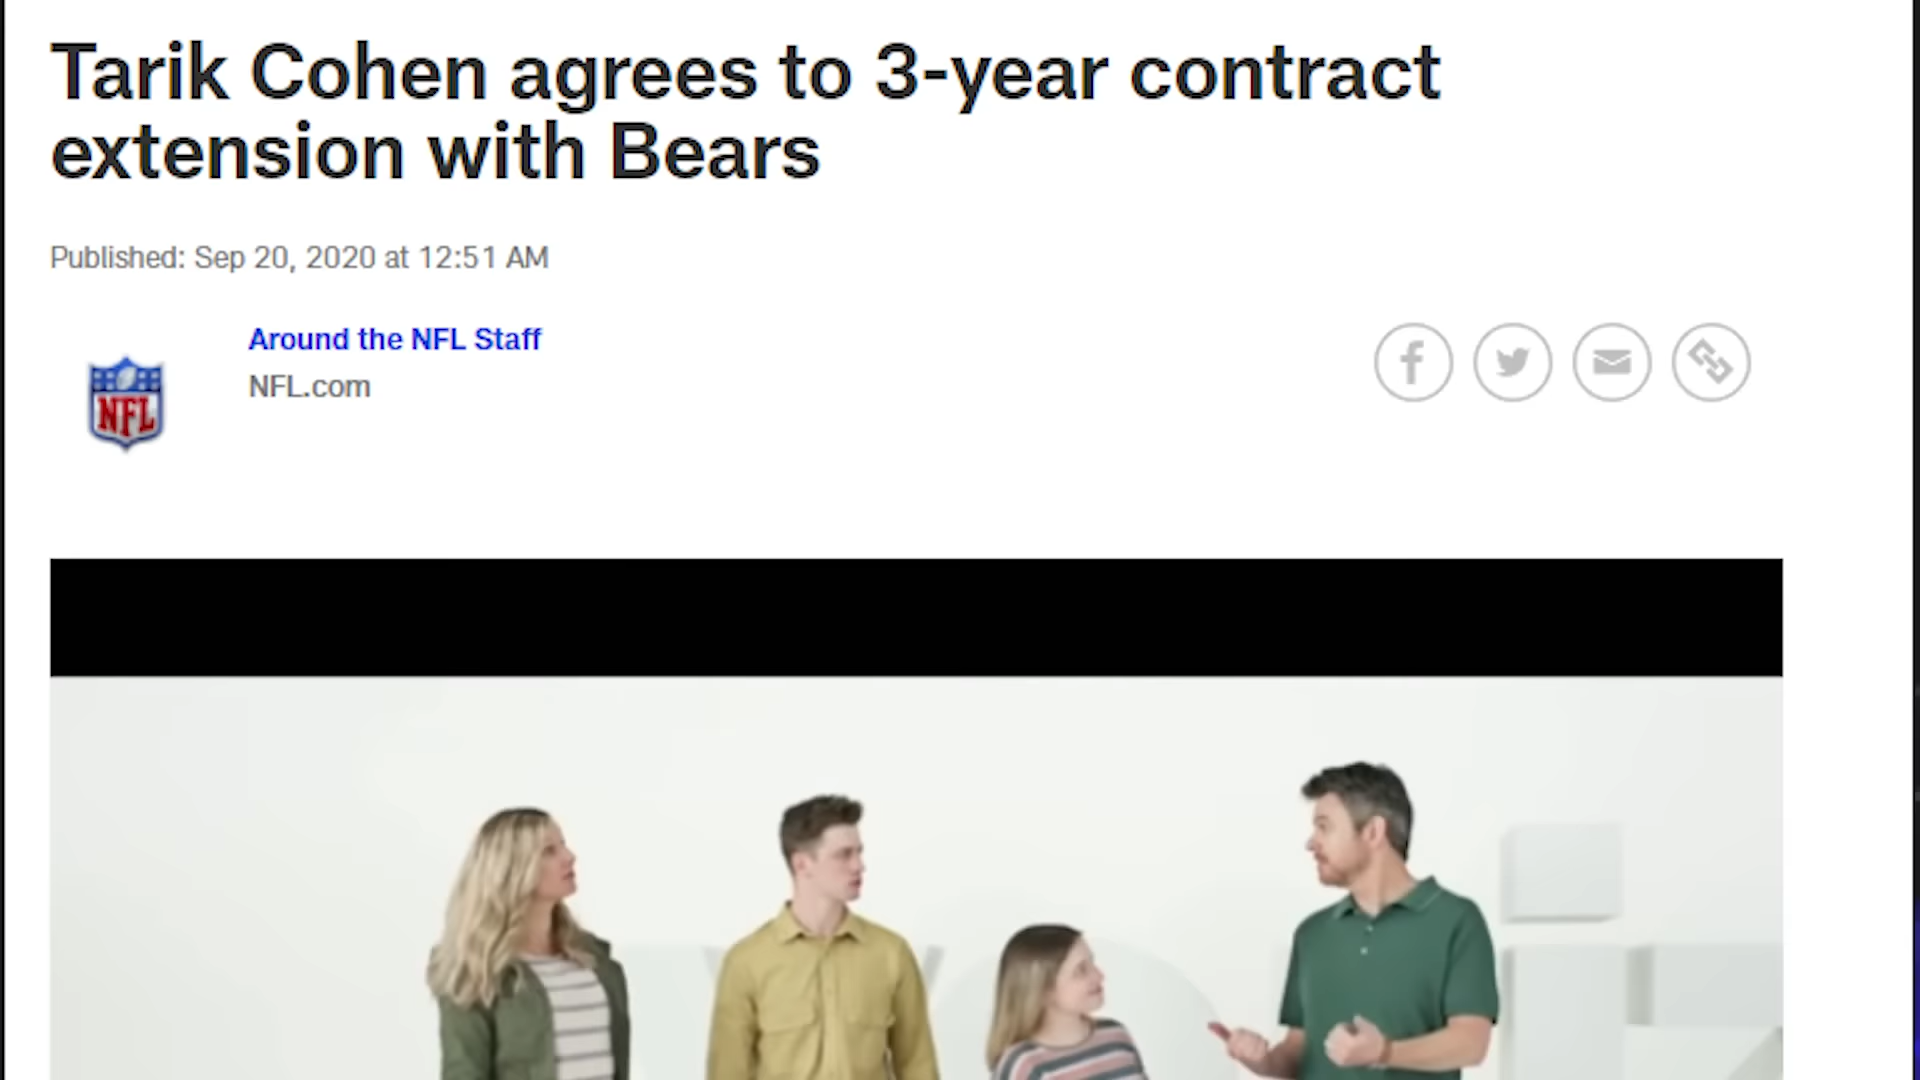 Tarik Cohen agrees to 3-year contract
extension with Bears
Published: Sep 20, 2020 at 12:51 AM
Around the NFL Staff
NFL.com
NFL